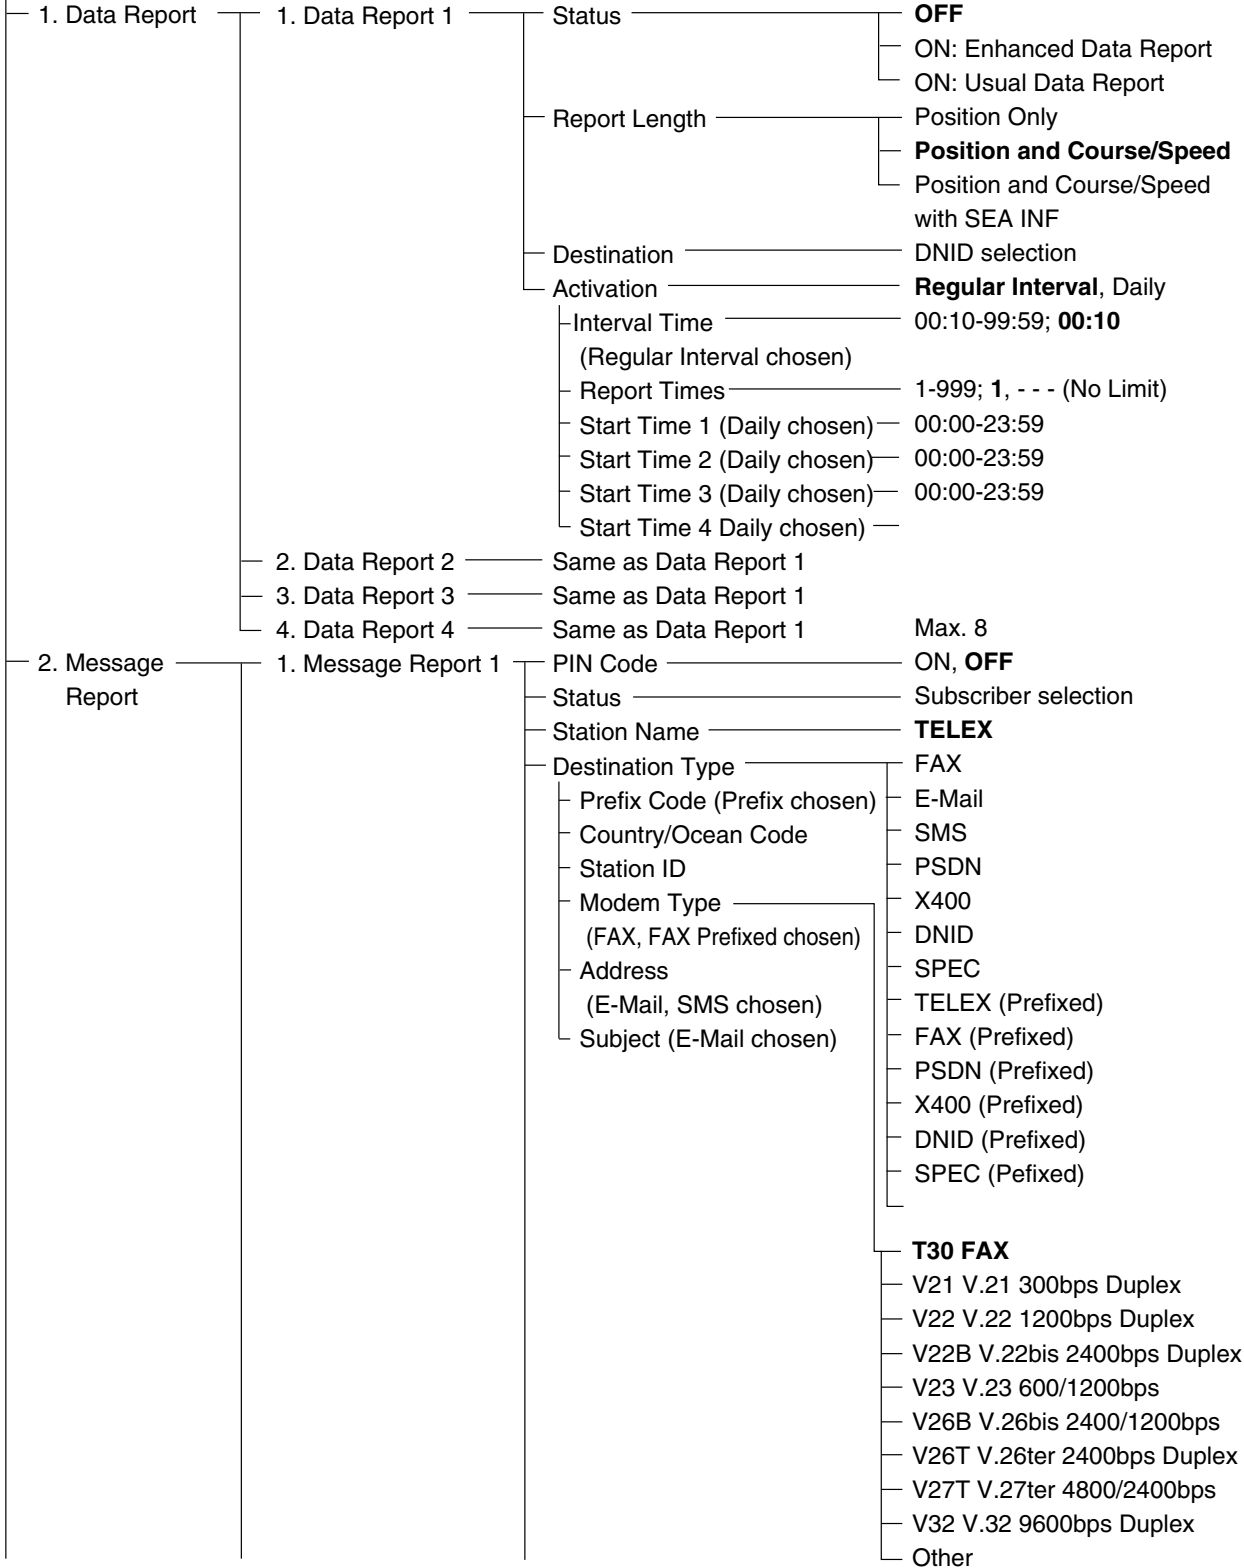 1. Data Report 1. Data Report 1 Status OFF
ON: Enhanced Data Report
ON: Usual Data Report
Report Length Position Only
Position and Course/Speed
Position and Course/Speed
with SEA INF
Destination DNID selection
Activation Regular Interval, Daily
Interval Time 00:10-99:59; 00:10
(Regular Interval chosen)
Report Times 1-999; 1, - - - (No Limit)
Start Time 1 (Daily chosen) 00:00-23:59
Start Time 2 (Daily chosen) 00:00-23:59
Start Time 3 (Daily chosen) 00:00-23:59
Start Time 4 Daily chosen)
2. Data Report 2 Same as Data Report 1
3. Data Report 3 Same as Data Report 1
4. Data Report 4 Same as Data Report 1 Max. 8
2. Message 1. Message Report 1 PIN Code ON, OFF
Report Status Subscriber selection
Station Name TELEX
Destination Type FAX
Prefix Code (Prefix chosen) E-Mail
Country/Ocean Code SMS
Station ID PSDN
Modem Type X400
(FAX, FAX Prefixed chosen) DNID
Address SPEC
(E-Mail, SMS chosen) TELEX (Prefixed)
Subject (E-Mail chosen) FAX (Prefixed)
PSDN (Prefixed)
X400 (Prefixed)
DNID (Prefixed)
SPEC (Pefixed)
T30 FAX
V21 V.21 300bps Duplex
V22 V.22 1200bps Duplex
V22B V.22bis 2400bps Duplex
V23 V.23 600/1200bps
V26B V.26bis 2400/1200bps
V26T V.26ter 2400bps Duplex
V27T V.27ter 4800/2400bps
V32 V.32 9600bps Duplex
Other